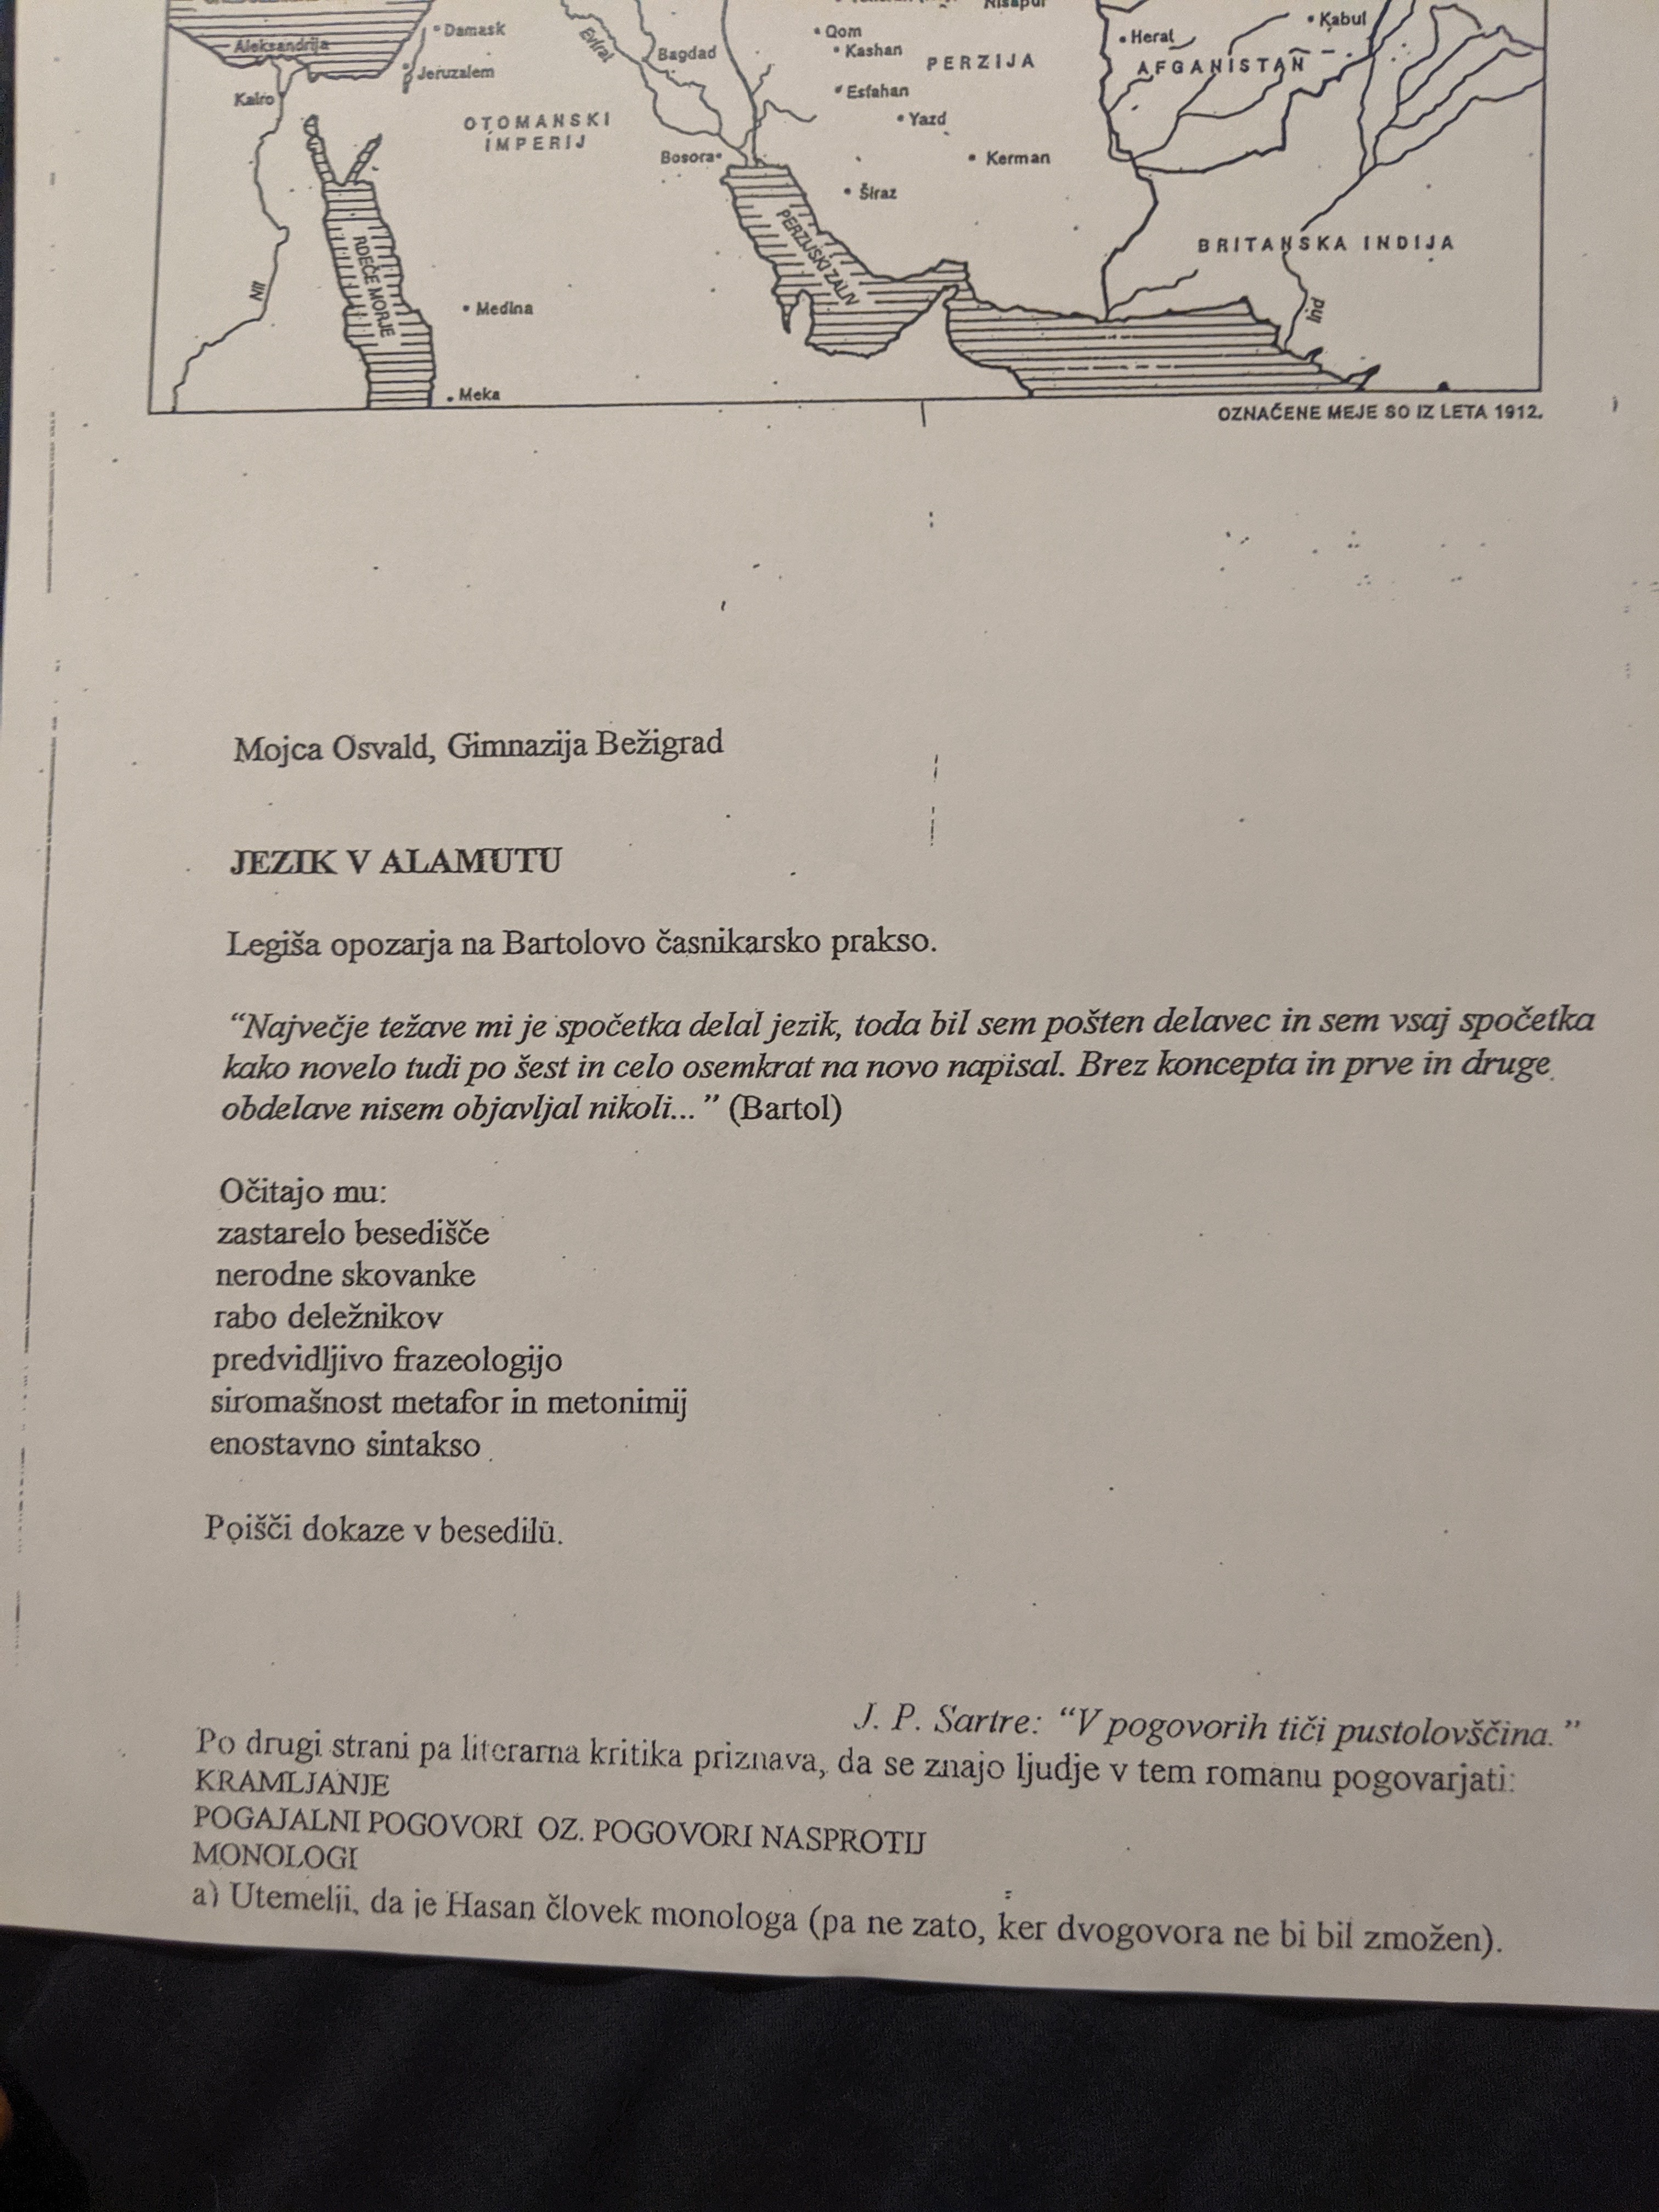 Nišapur
Kabul
Damask
Qom
Herat
Aleksandrija
Evfrat
Bagdad
Kashan
PERZIJA
AFGANISTAN
Jeruzalem
Kairo
Esfahan
OTOMANSKI
IMPERIJ
Yazd
Bosora
Kerman
Širaz
PERZIJSKI ZALIV
BRITANSKA INDIJA
RDEČE MORJE
Nil
Medina
Ind
Meka
OZNAČENE MEJE SO IZ LETA 1912.
Mojca Osvald, Gimnazija Bežigrad
JEZIK V ALAMUTU
Legiša opozarja na Bartolovo časnikarsko prakso.
“Največje težave mi je spočetka delal jezik, toda bil sem pošten delavec in sem vsaj spočetka
kako novelo tudi po šest in celo osemkrat na novo napisal. Brez koncepta in prve in druge
obdelave nisem objavljal nikoli...” (Bartol)
Očitajo mu:
zastarelo besedišče
nerodne skovanke
rabo deležnikov
predvidljivo frazeologijo
siromašnost metafor in metonimij
enostavno sintakso
Poišči dokaze v besedilu.
J. P. Sartre: “V pogovorih tiči pustolovščina.”
Po drugi strani pa literarna kritika priznava, da se znajo ljudje v tem romanu pogovarjati:
KRAMLJANJE
POGAJALNI POGOVORI OZ. POGOVORI NASPROTIJ
MONOLOGI
a) Utemelji, da je Hasan človek monologa (pa ne zato, ker dvogovora ne bi bil zmožen).